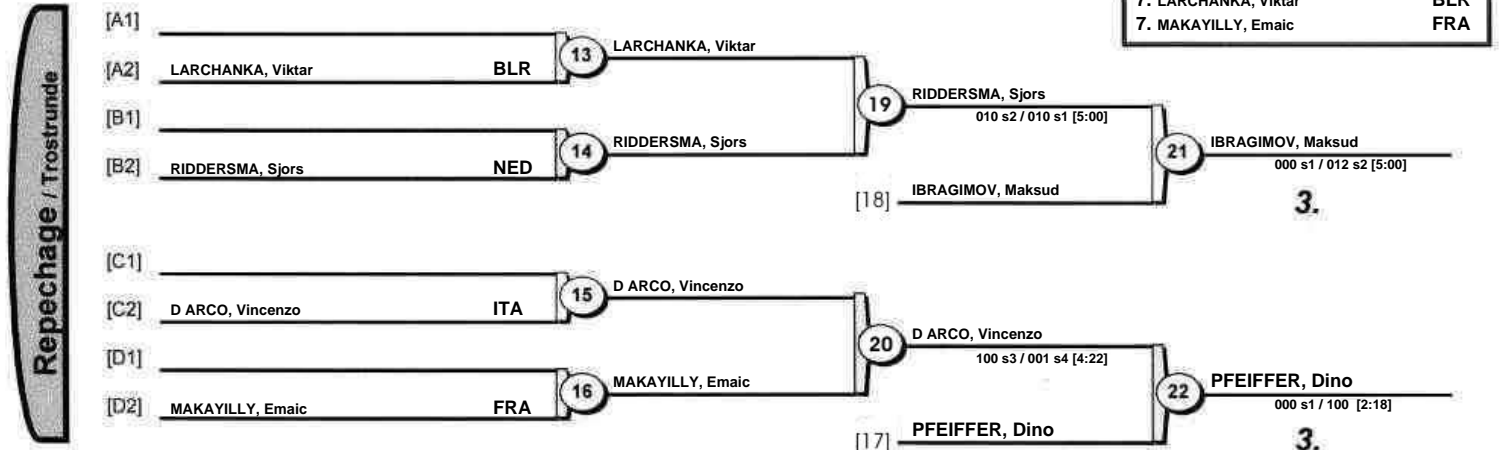 7. LARCHANKA, Viktar BLR
7. MAKAYILLY, Emaic FRA
Repechage / Trostrunde
[A1]
13 LARCHANKA, Viktar
[A2] LARCHANKA, Viktar BLR
19 RIDDERSMA, Sjors
010 s2 / 010 s1 [5:00]
[B1]
14 RIDDERSMA, Sjors
21 IBRAGIMOV, Maksud
000 s1 / 012 s2 [5:00]
[B2] RIDDERSMA, Sjors NED
[18] IBRAGIMOV, Maksud
3.
[C1]
15 D ARCO, Vincenzo
[C2] D ARCO, Vincenzo ITA
20 D ARCO, Vincenzo
100 s3 / 001 s4 [4:22]
[D1]
16 MAKAYILLY, Emaic
22 PFEIFFER, Dino
000 s1 / 100 [2:18]
[D2] MAKAYILLY, Emaic FRA
[17] PFEIFFER, Dino
3.